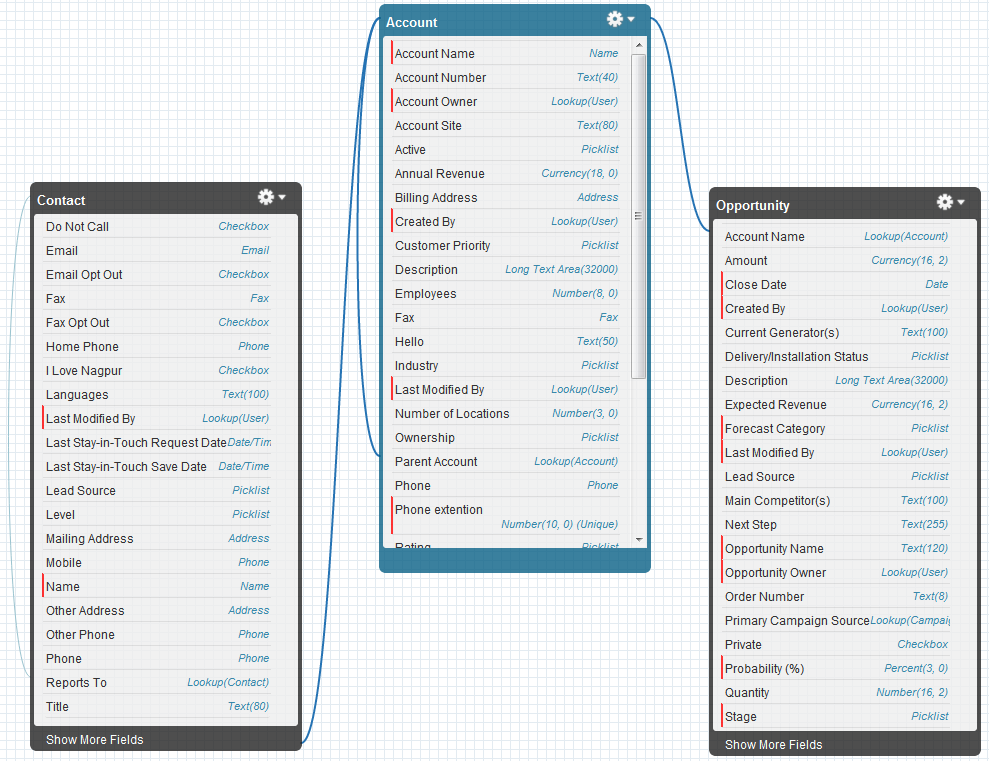 Account
Account Name Name
Account Number Text(40)
Account Owner Lookup(User)
Account Site Text(80)
Active Picklist
Annual Revenue Currency(18, 0)
Billing Address Address
Created By Lookup(User)
Customer Priority Picklist
Description Long Text Area(32000)
Employees Number(8, 0)
Fax Fax
Hello Text(50)
Industry Picklist
Last Modified By Lookup(User)
Number of Locations Number(3, 0)
Ownership Picklist
Parent Account Lookup(Account)
Phone Phone
Phone extention
Number(10, 0) (Unique)
Rating Picklist
Contact
Do Not Call Checkbox
Email Email
Email Opt Out Checkbox
Fax Fax
Fax Opt Out Checkbox
Home Phone Phone
I Love Nagpur Checkbox
Languages Text(100)
Last Modified By Lookup(User)
Last Stay-in-Touch Request Date Date/Tim
Last Stay-in-Touch Save Date Date/Time
Lead Source Picklist
Level Picklist
Mailing Address Address
Mobile Phone
Name Name
Other Address Address
Other Phone Phone
Phone Phone
Reports To Lookup(Contact)
Title Text(80)
Show More Fields
Opportunity
Account Name Lookup(Account)
Amount Currency(16, 2)
Close Date Date
Created By Lookup(User)
Current Generator(s) Text(100)
Delivery/Installation Status Picklist
Description Long Text Area(32000)
Expected Revenue Currency(16, 2)
Forecast Category Picklist
Last Modified By Lookup(User)
Lead Source Picklist
Main Competitor(s) Text(100)
Next Step Text(255)
Opportunity Name Text(120)
Opportunity Owner Lookup(User)
Order Number Text(8)
Primary Campaign Source Lookup(Campai
Private Checkbox
Probability (%) Percent(3, 0)
Quantity Number(16, 2)
Stage Picklist
Show More Fields